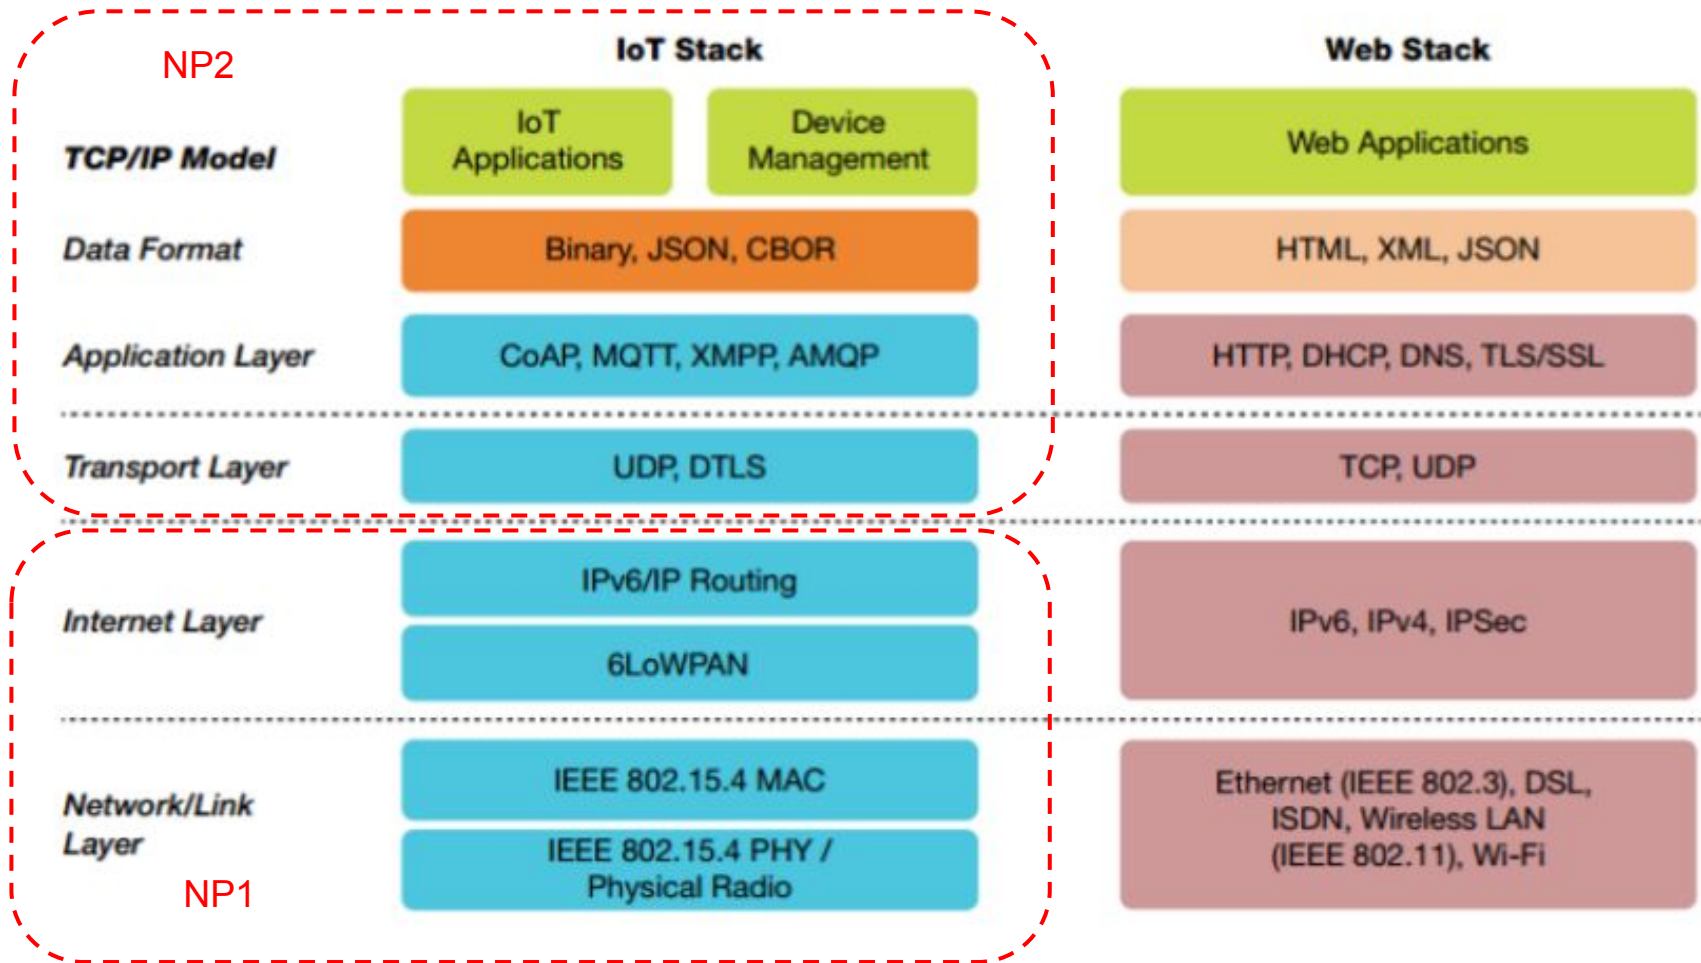 NP2
IoT Stack
Web Stack
TCP/IP Model
IoT
Applications
Device
Management
Web Applications
Data Format
Binary, JSON, CBOR
HTML, XML, JSON
Application Layer
CoAP, MQTT, XMPP, AMQP
HTTP, DHCP, DNS, TLS/SSL
Transport Layer
UDP, DTLS
TCP, UDP
Internet Layer
IPv6/IP Routing
6LoWPAN
IPv6, IPv4, IPSec
Network/Link
Layer
IEEE 802.15.4 MAC
IEEE 802.15.4 PHY /
Physical Radio
Ethernet (IEEE 802.3), DSL,
ISDN, Wireless LAN
(IEEE 802.11), Wi-Fi
NP1